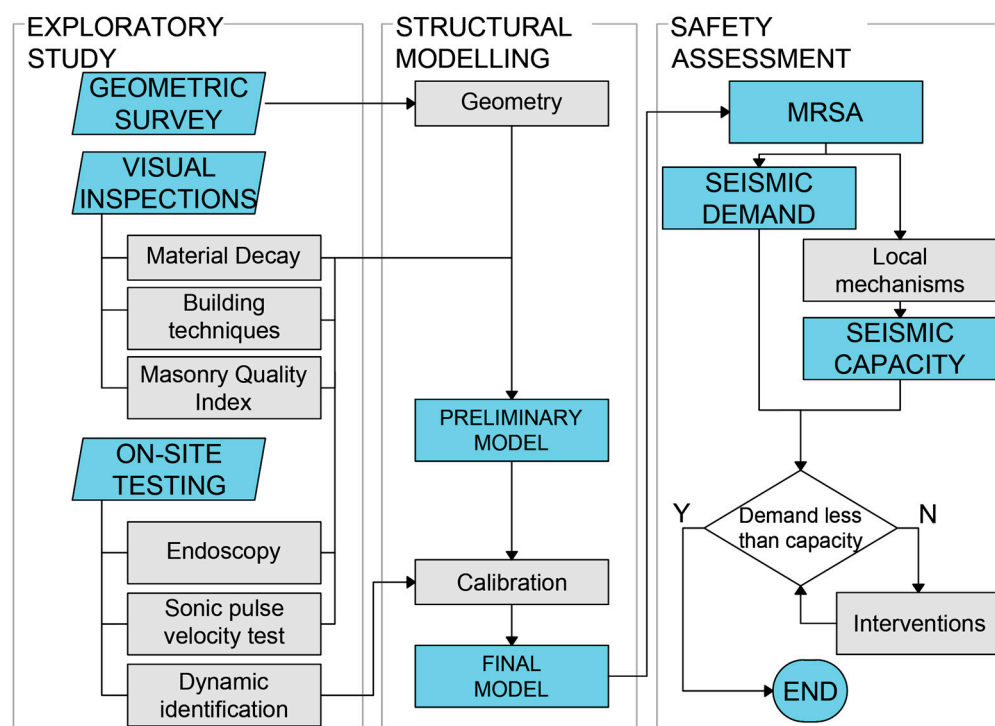 EXPLORATORY
STUDY
GEOMETRIC
SURVEY
VISUAL
INSPECTIONS
Material Decay
Building
techniques
Masonry Quality
Index
ON-SITE
TESTING
Endoscopy
Sonic pulse
velocity test
Dynamic
identification
STRUCTURAL
MODELLING
Geometry
PRELIMINARY
MODEL
Calibration
FINAL
MODEL
SAFETY
ASSESSMENT
MRSA
SEISMIC
DEMAND
Local
mechanisms
SEISMIC
CAPACITY
Y
Demand less
than capacity
N
Interventions
END